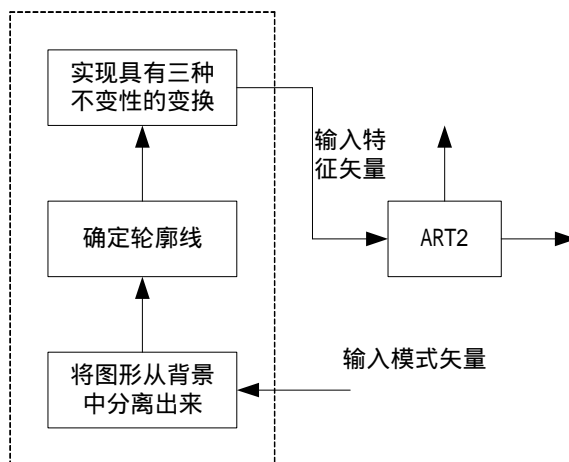 实现具有三种
不变性的变换
输入特
征矢量
确定轮廓线
ART2
输入模式矢量
将图形从背景
中分离出来